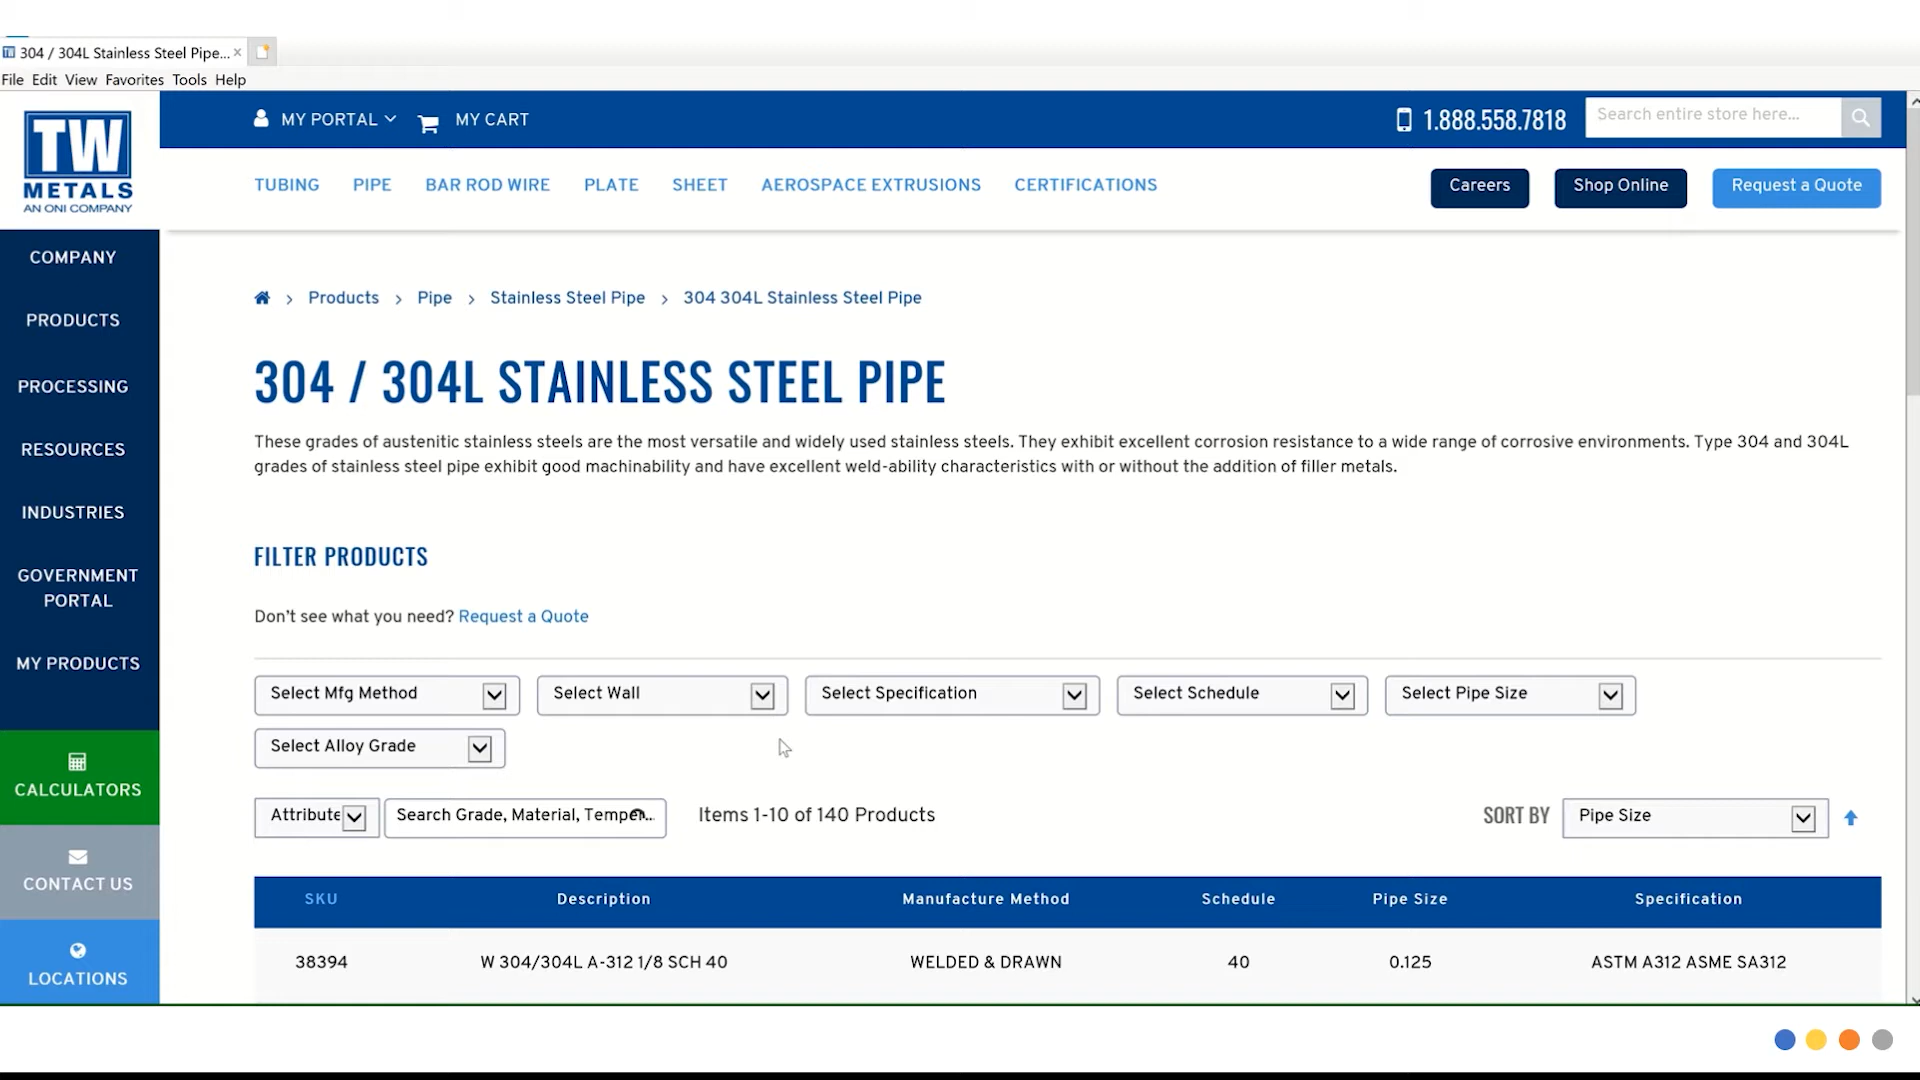 304 / 304L Stainless Steel Pipe...
File Edit View Favorites Tools Help
TW
METALS
AN ONI COMPANY
MY PORTAL
MY CART
1.888.558.7818
Search entire store here...
TUBING PIPE BAR ROD WIRE PLATE SHEET AEROSPACE EXTRUSIONS CERTIFICATIONS
Careers
Shop Online
Request a Quote
COMPANY
PRODUCTS
PROCESSING
RESOURCES
INDUSTRIES
GOVERNMENT
PORTAL
MY PRODUCTS
CALCULATORS
CONTACT US
LOCATIONS
> Products > Pipe > Stainless Steel Pipe > 304 304L Stainless Steel Pipe
304 / 304L STAINLESS STEEL PIPE
These grades of austenitic stainless steels are the most versatile and widely used stainless steels. They exhibit excellent corrosion resistance to a wide range of corrosive environments. Type 304 and 304L
grades of stainless steel pipe exhibit good machinability and have excellent weld-ability characteristics with or without the addition of filler metals.
FILTER PRODUCTS
Don't see what you need? Request a Quote
Select Mfg Method
Select Wall
Select Specification
Select Schedule
Select Pipe Size
Select Alloy Grade
Attribute
Search Grade, Material, Temper...
Items 1-10 of 140 Products
SORT BY
Pipe Size
SKU Description Manufacture Method Schedule Pipe Size Specification
38394 W 304/304L A-312 1/8 SCH 40 WELDED & DRAWN 40 0.125 ASTM A312 ASME SA312